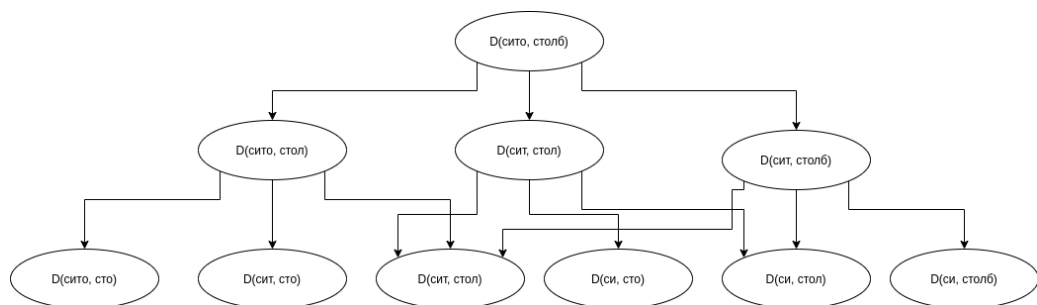 D(сито, столб)
D(сито, стол)
D(сит, стол)
D(сит, столб)
D(сито, сто)
D(сит, сто)
D(сит, стол)
D(си, сто)
D(си, стол)
D(си, столб)